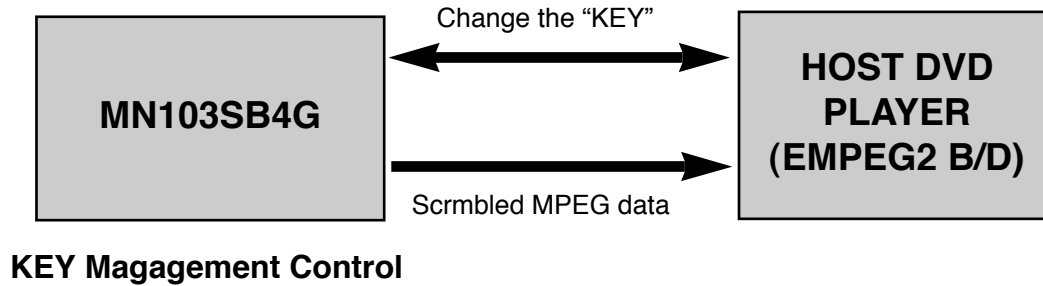 Change the “KEY”
MN103SB4G
HOST DVD
PLAYER
(EMPEG2 B/D)
Scrmbled MPEG data
KEY Magagement Control